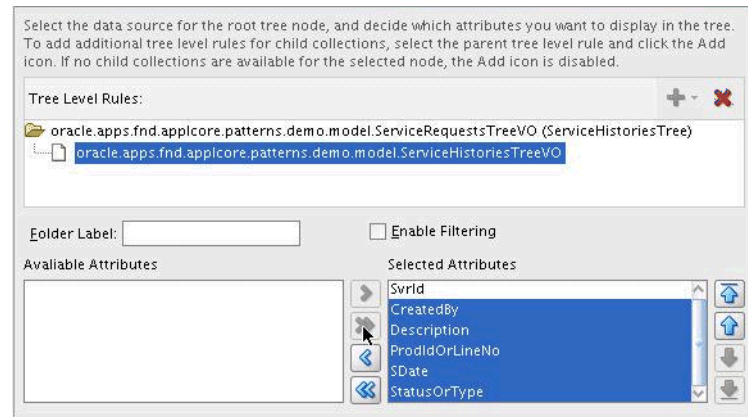 Select the data source for the root tree node, and decide which attributes you want to display in the tree.
To add additional tree level rules for child collections, select the parent tree level rule and click the Add
icon. If no child collections are available for the selected node, the Add icon is disabled.
Tree Level Rules:
oracle.apps.fnd.applcore.patterns.demo.model.ServiceRequestsTreeVO (ServiceHistoriesTree)
oracle.apps.fnd.applcore.patterns.demo.model.ServiceHistoriesTreeVO
Folder Label:
Enable Filtering
Avaliable Attributes
Selected Attributes
SvrId
CreatedBy
Description
ProdIdOrLineNo
SDate
StatusOrType